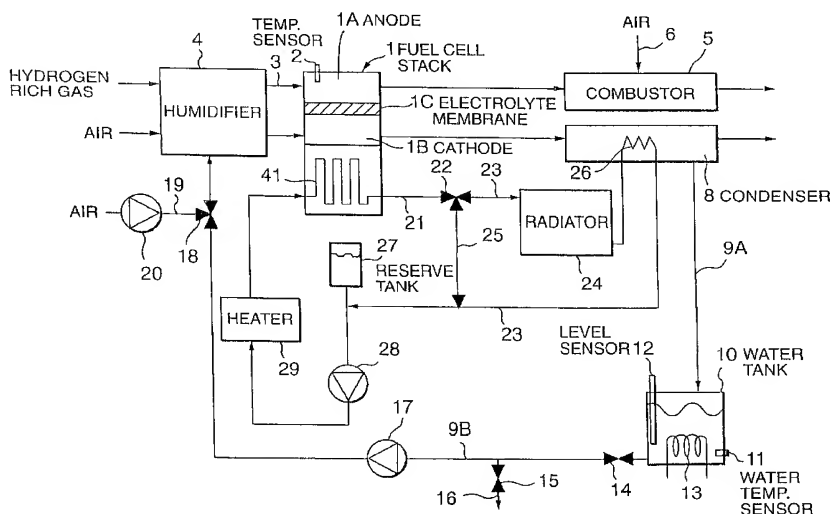 AIR
6
1A ANODE
TEMP.
SENSOR
2
1 FUEL CELL
STACK
4
3
5
HYDROGEN
RICH GAS
HUMIDIFIER
COMBUSTOR
1C ELECTROLYTE
MEMBRANE
AIR
1B CATHODE
26
41
22
23
8 CONDENSER
19
21
AIR
RADIATOR
18
20
25
24
9A
27
RESERVE
TANK
HEATER
23
29
28
LEVEL
SENSOR 12
10 WATER
TANK
17
9B
11
15
14
13
16
WATER
TEMP.
SENSOR